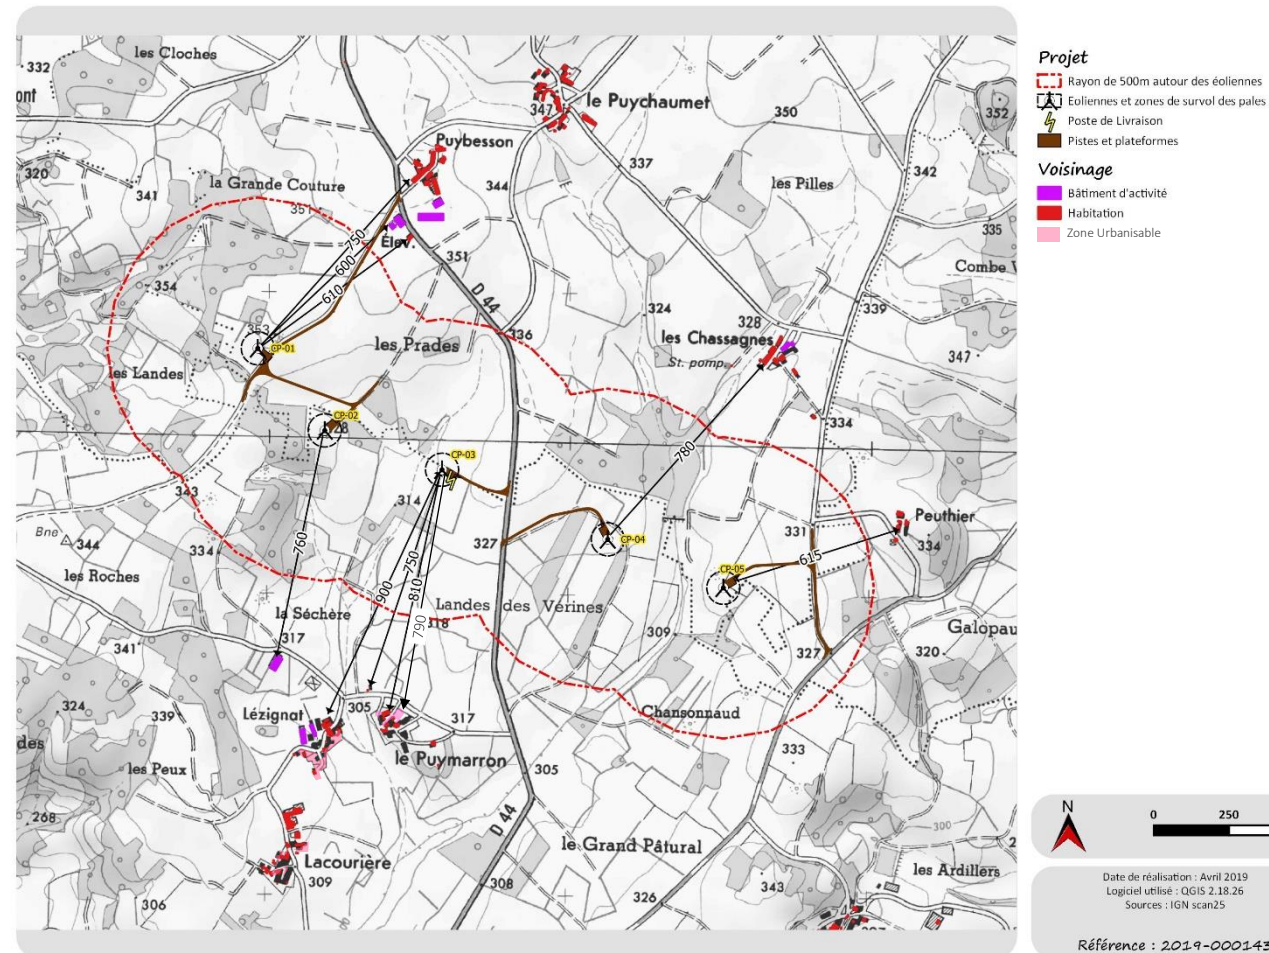 les Cloches
332
ont
320
341
la Grande Couture
351
Puybesson
le Puychaumet
347
350
352
337
342
344
les Pilles
335
Combe V
Élev.
351
750
600
610
354
D 44
324
339
353
CP-01
les Prades
336
les Chassagnes
328
St. pomp.
347
les Landes
CP-02
328
334
780
CP-03
343
314
Bne
344
334
760
327
CP-04
331
Peuthier
334
615
CP-05
les Roches
la Séchère
317
341
900
750
810
790
318
Landes des Vérines
309
Galopau
320
327
Chansonnaud
324
339
Lézignat
305
317
le Puymarron
333
des
les Peux
305
268
D 44
300
Lacourière
309
le Grand Pâtural
les Ardillers
306
308
326
343
Projet
Rayon de 500m autour des éoliennes
Eoliennes et zones de survol des pales
Poste de Livraison
Pistes et plateformes
Voisinage
Bâtiment d'activité
Habitation
Zone Urbanisable
N
0 250
Date de réalisation : Avril 2019
Logiciel utilisé : QGIS 2.18.26
Sources : IGN scan25
Référence : 2019-000143